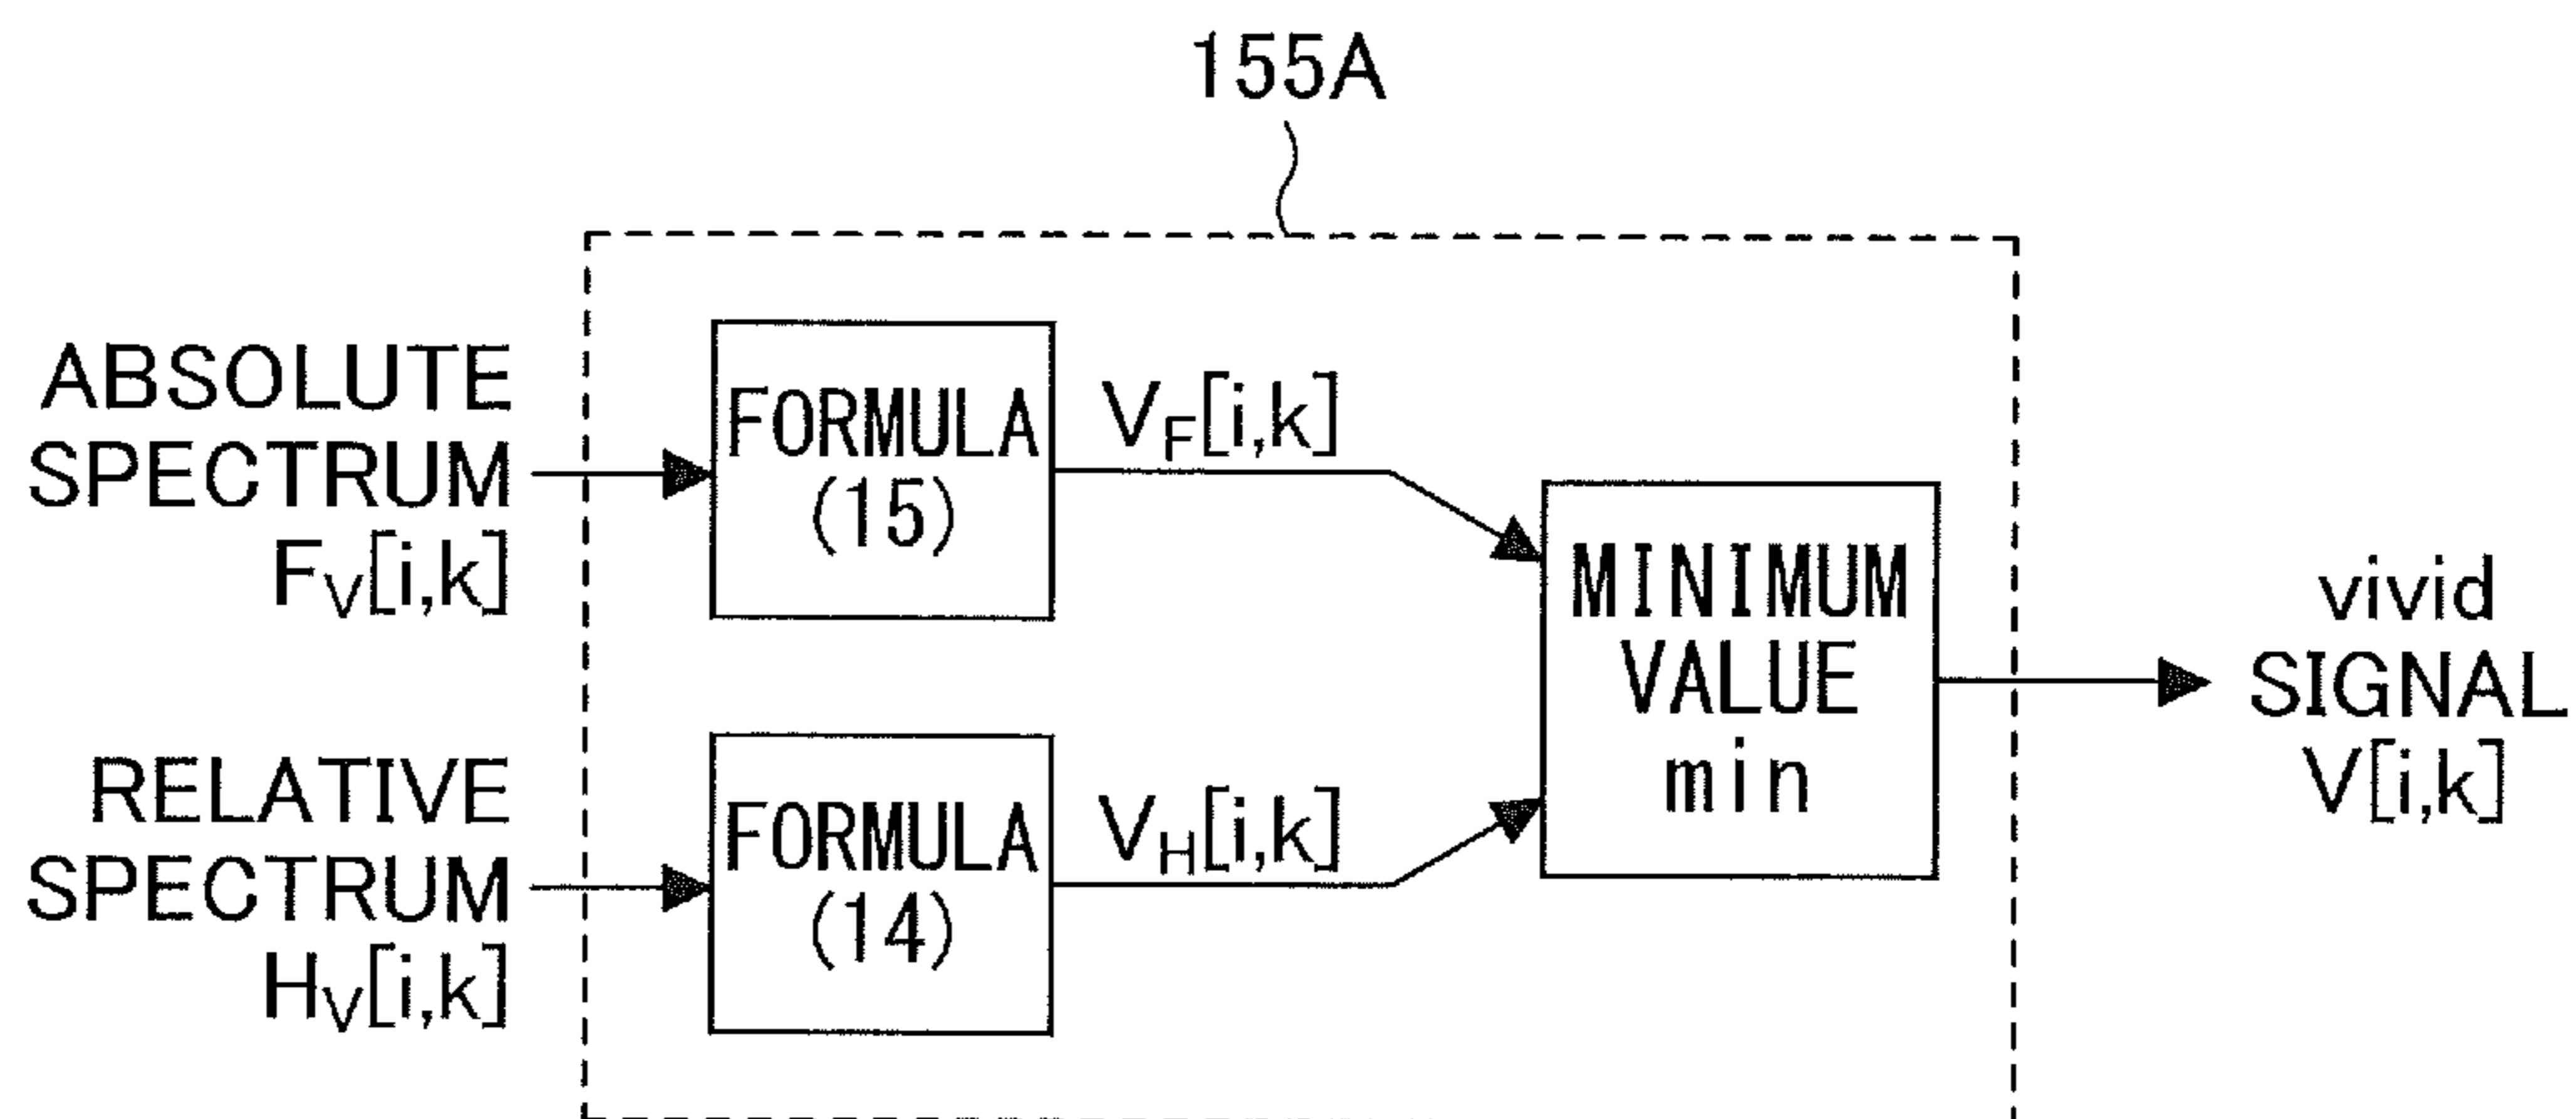 155A
ABSOLUTE
SPECTRUM
F_V[i,k]
FORMULA
(15)
V_F[i,k]
RELATIVE
SPECTRUM
H_V[i,k]
FORMULA
(14)
V_H[i,k]
MINIMUM
VALUE
min
vivid
SIGNAL
V[i,k]